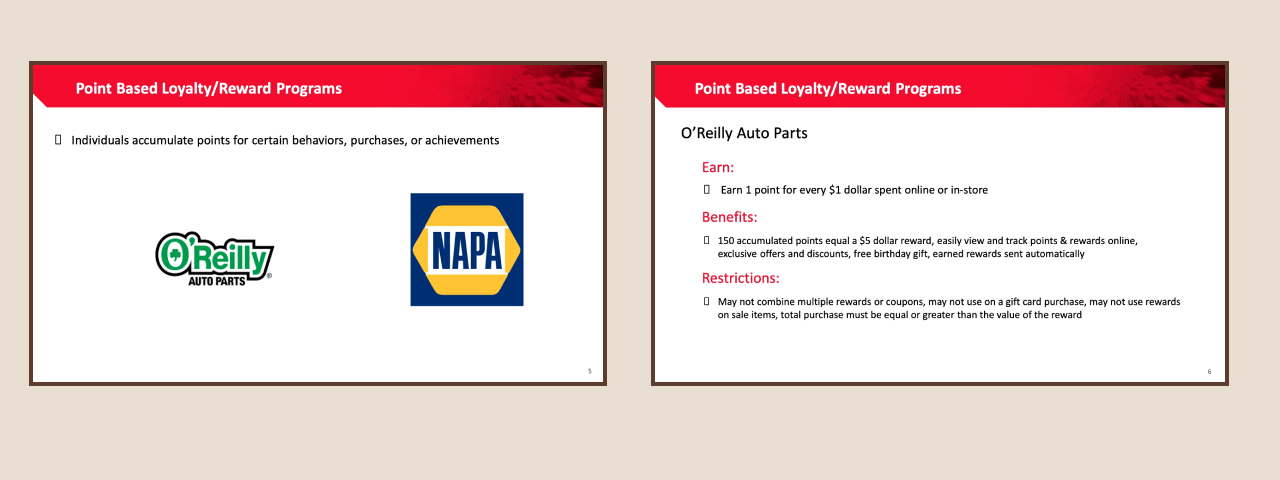 Point Based Loyalty/Reward Programs
Individuals accumulate points for certain behaviors, purchases, or achievements
O'Reilly
AUTO PARTS
®
NAPA
5
Point Based Loyalty/Reward Programs
O’Reilly Auto Parts
Earn:
Earn 1 point for every $1 dollar spent online or in-store
Benefits:
150 accumulated points equal a $5 dollar reward, easily view and track points & rewards online,
exclusive offers and discounts, free birthday gift, earned rewards sent automatically
Restrictions:
May not combine multiple rewards or coupons, may not use on a gift card purchase, may not use rewards
on sale items, total purchase must be equal or greater than the value of the reward
6